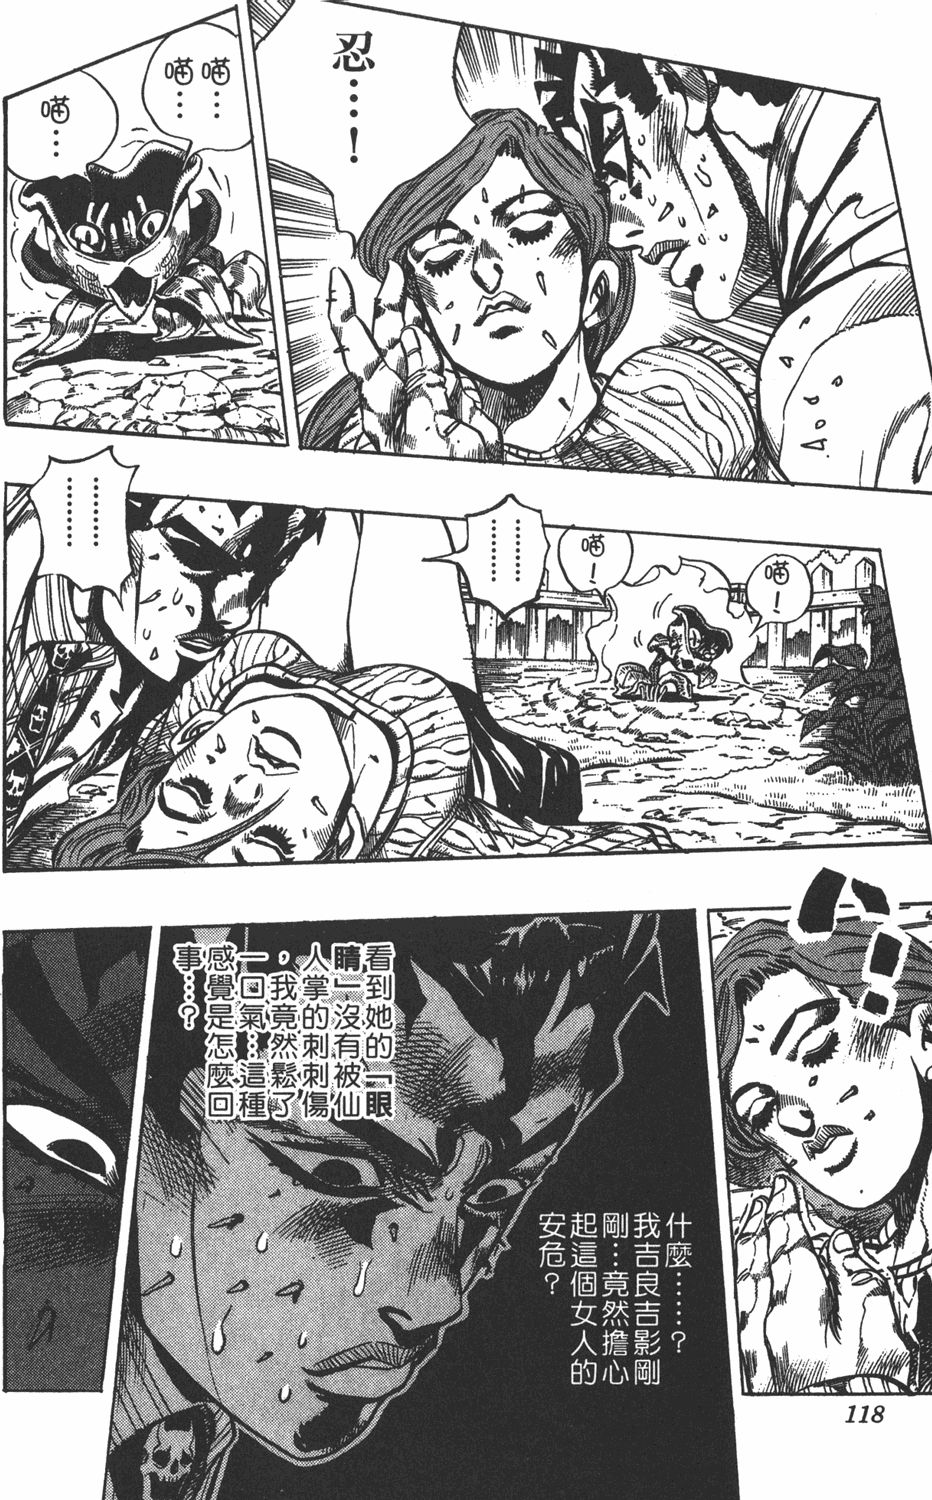 忍…！
喵…
喵…
喵…
喵！
喵！
………
………
什麼……？
我吉良吉影剛
剛…竟然擔心
起這個女人的
安危？
看到她的「眼
睛」沒有被仙
人掌的刺刺傷
，我竟然鬆了
一口氣…這種
感覺是怎麼回
事…？
118